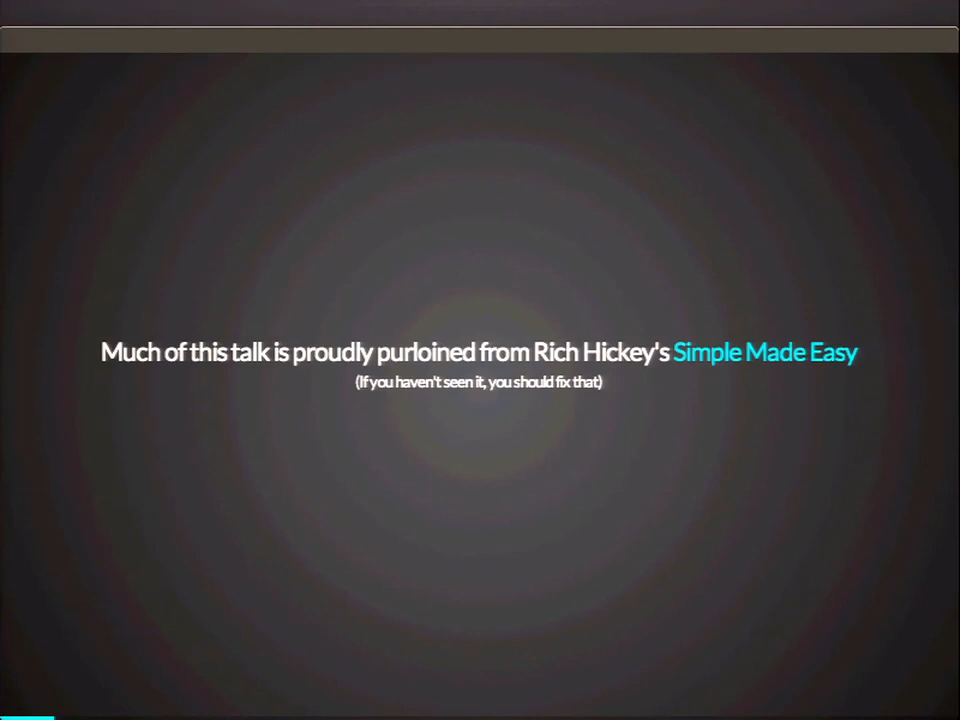 Much of this talk is proudly purloined from Rich Hickey's Simple Made Easy
(If you haven't seen it, you should fix that)